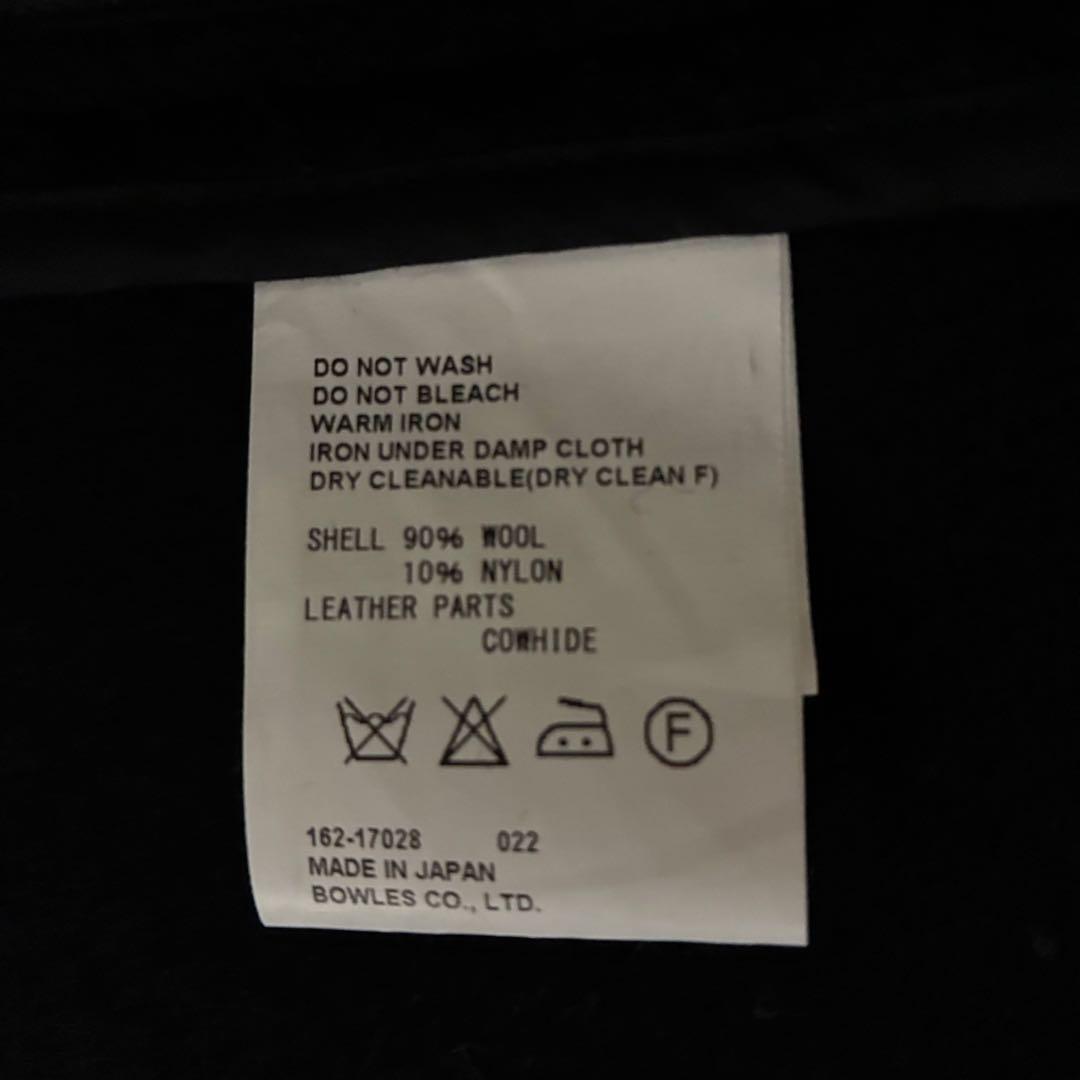 DO NOT WASH
DO NOT BLEACH
WARM IRON
IRON UNDER DAMP CLOTH
DRY CLEANABLE(DRY CLEAN F)
SHELL 90% WOOL
10% NYLON
LEATHER PARTS
COWHIDE
F
162-17028 022
MADE IN JAPAN
BOWLES CO., LTD.